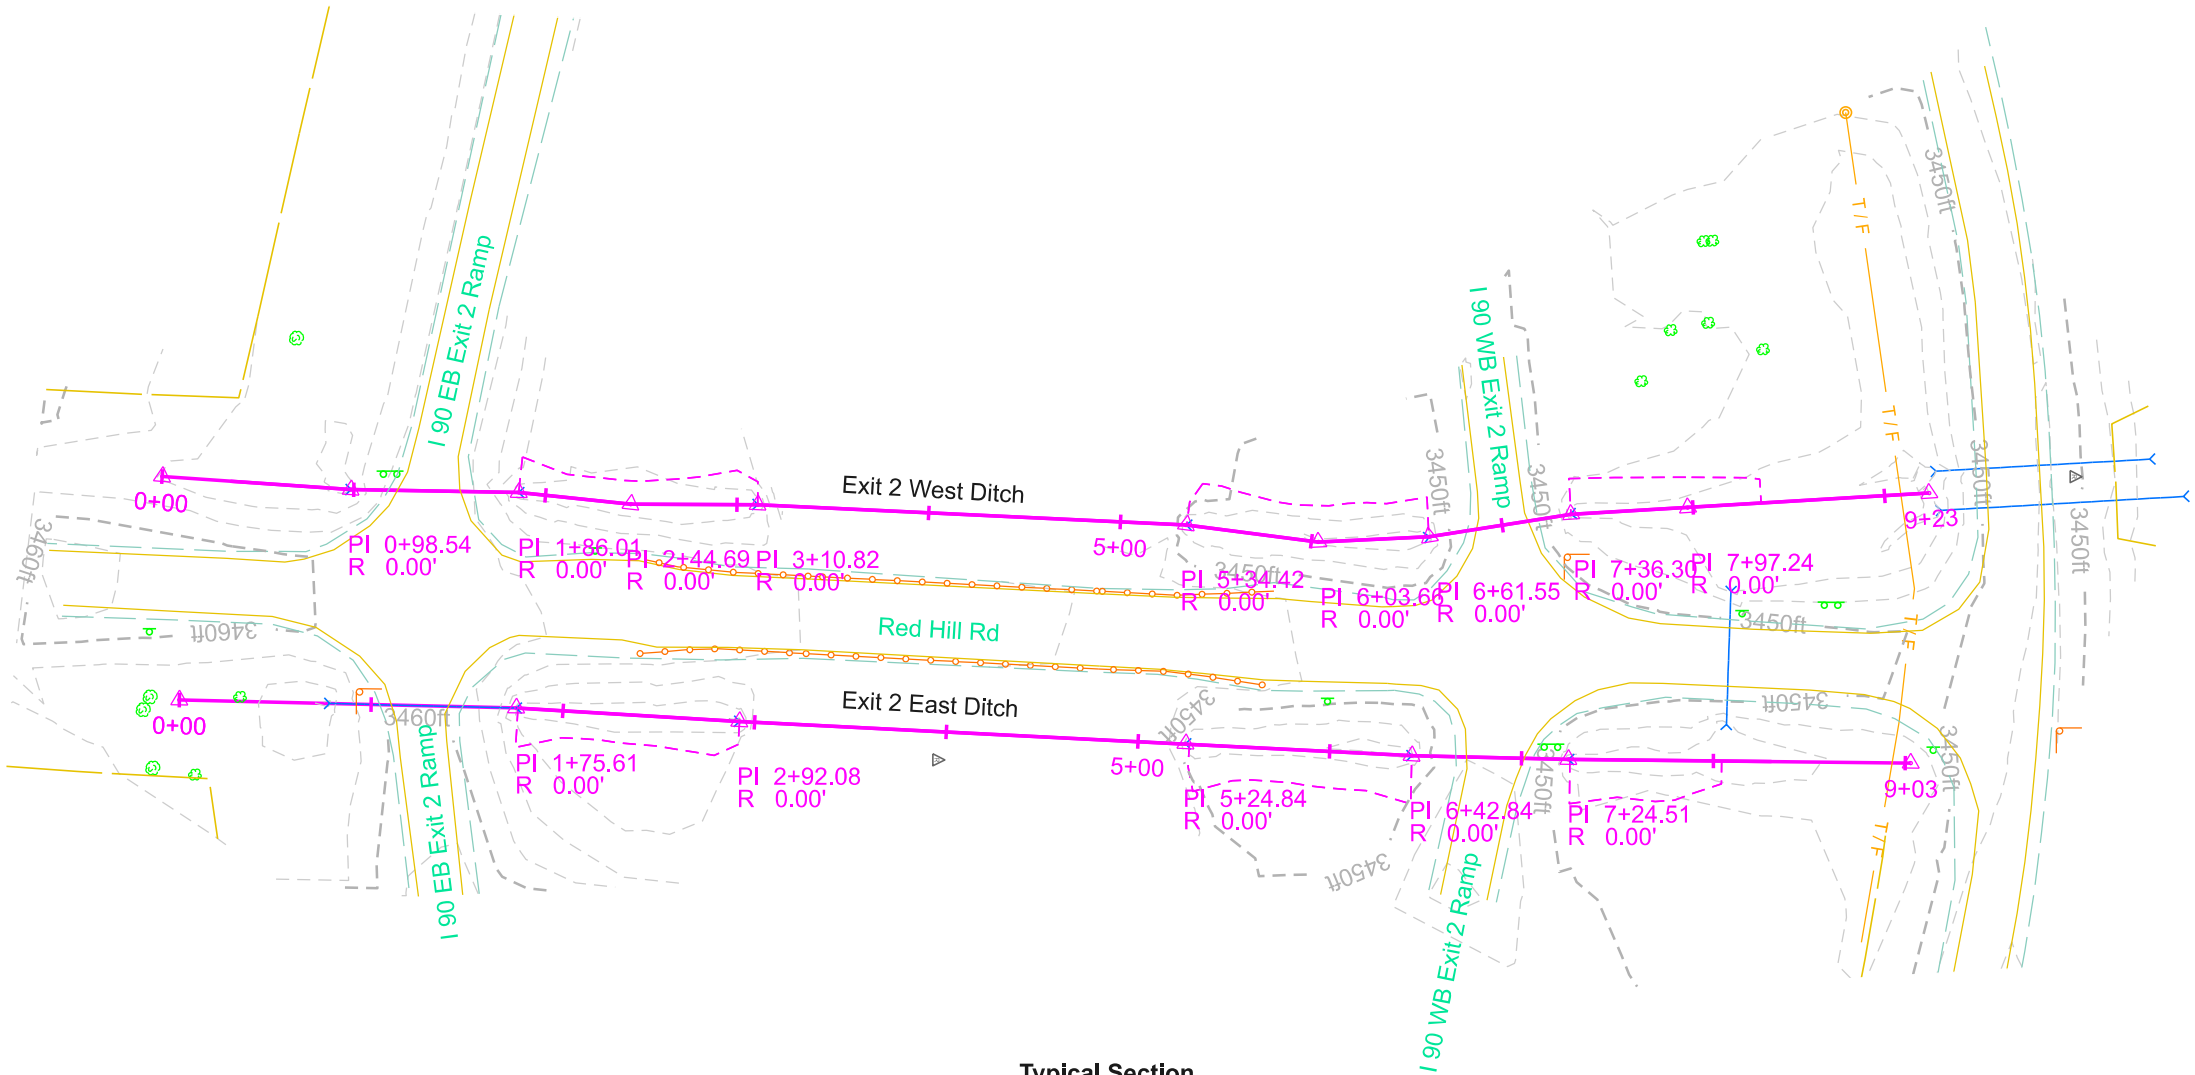 3450ft
T/F
I 90 EB Exit 2 Ramp
I 90 WB Exit 2 Ramp
3450ft
3450ft
3450ft
T/F
Exit 2 West Ditch
0+00
5+00
9+23
3460ft
3450ft
PI 0+98.54
R 0.00'
PI 1+86.01
R 0.00'
PI 2+44.69
R 0.00'
PI 3+10.82
R 0.00'
3450ft
PI 5+34.42
R 0.00'
PI 6+03.66
R 0.00'
PI 6+61.55
R 0.00'
PI 7+36.30
R 0.00'
PI 7+97.24
R 0.00'
3460ft
Red Hill Rd
3450ft
T/F
3460ft
Exit 2 East Ditch
3450ft
3450ft
0+00
5+00
9+03
3450ft
3450ft
PI 1+75.61
R 0.00'
PI 2+92.08
R 0.00'
PI 5+24.84
R 0.00'
PI 6+42.84
R 0.00'
PI 7+24.51
R 0.00'
T/F
I 90 EB Exit 2 Ramp
3450ft
I 90 WB Exit 2 Ramp
Typical Section